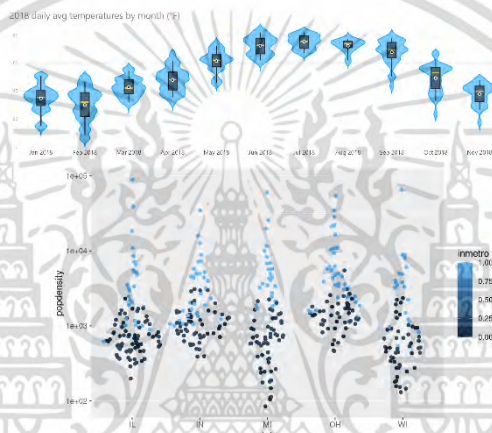 2018 daily avg temperatures by month (°F)
Jan 2018 Feb 2018 Mar 2018 Apr 2018 May 2018 Jun 2018 Jul 2018 Aug 2018 Sep 2018 Oct 2018 Nov 2018
1e+05
1e+04
1e+03
1e+02
popdensity
inmetro
1.00
0.75
0.50
0.25
0.00
IL IN MI OH WI